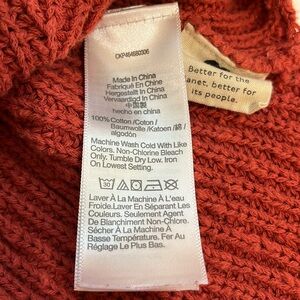 CKP464680306
Made In China
Fabriqué En Chine
Hergestellt In China
Vervaardigd In China
中国製
hecho en china
100% Cotton /Coton /
Baumwolle /Katoen /綿 /
algodón
Machine Wash Cold With Like
Colors. Non-Chlorine Bleach
Only. Tumble Dry Low. Iron
On Lowest Setting.
30
Laver À La Machine À L'eau
Froide.Laver En Séparant Les
Couleurs. Seulement Agent
De Blanchiment Non-Chlore.
Sécher À La Machine À
Basse Température. Fer Au
Réglage Le Plus Bas.
Better for the
planet, better for
its people.